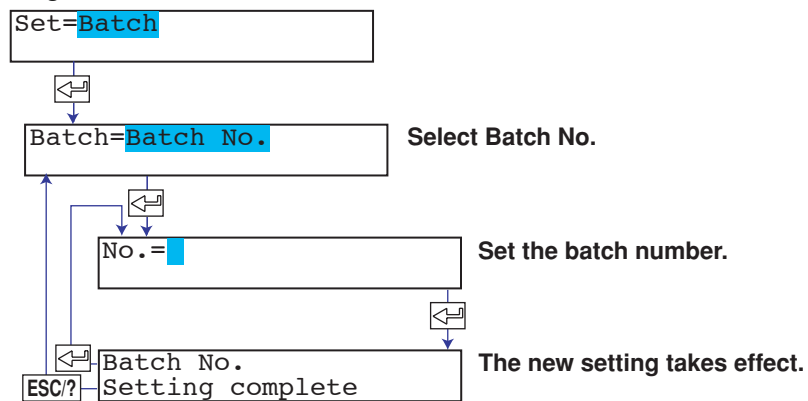 Set=Batch
Batch=Batch No.
Select Batch No.
No.=
Set the batch number.
Batch No.
The new setting takes effect.
ESC/?
Setting complete